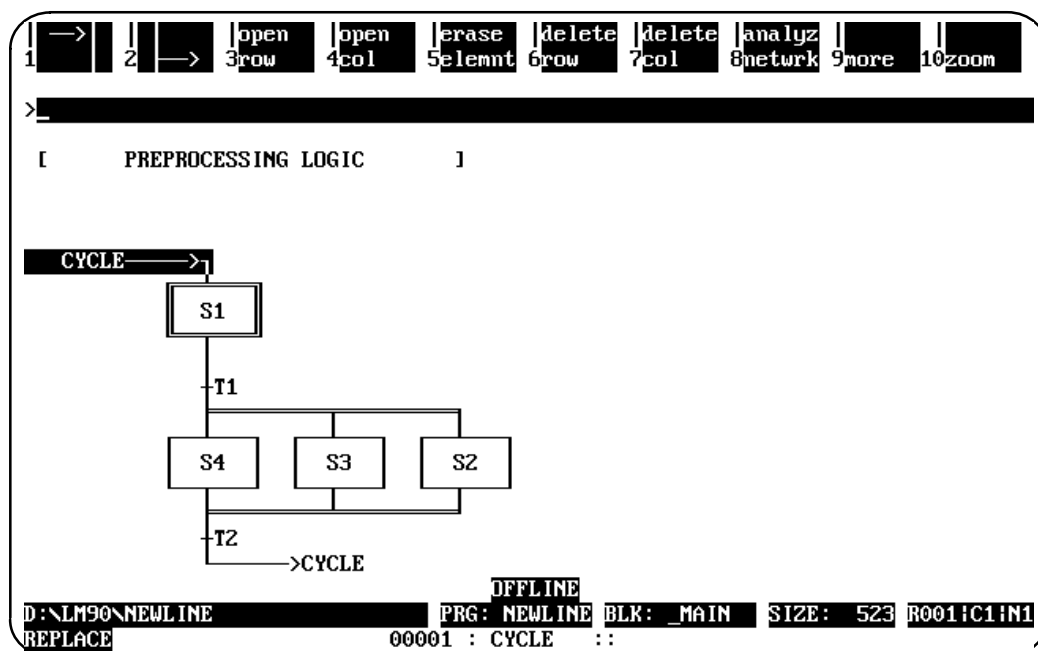 open open erase delete delete analyz
1 2 3row 4col 5elemnt 6row 7col 8netwrk 9more 10zoom
>_
[ PREPROCESSING LOGIC ]
CYCLE
S1
T1
S4 S3 S2
T2
>CYCLE
OFFLINE
D:\LM90\NEWLINE PRG: NEWLINE BLK: _MAIN SIZE: 523 R001¦C1¦N1
REPLACE 00001 : CYCLE ::